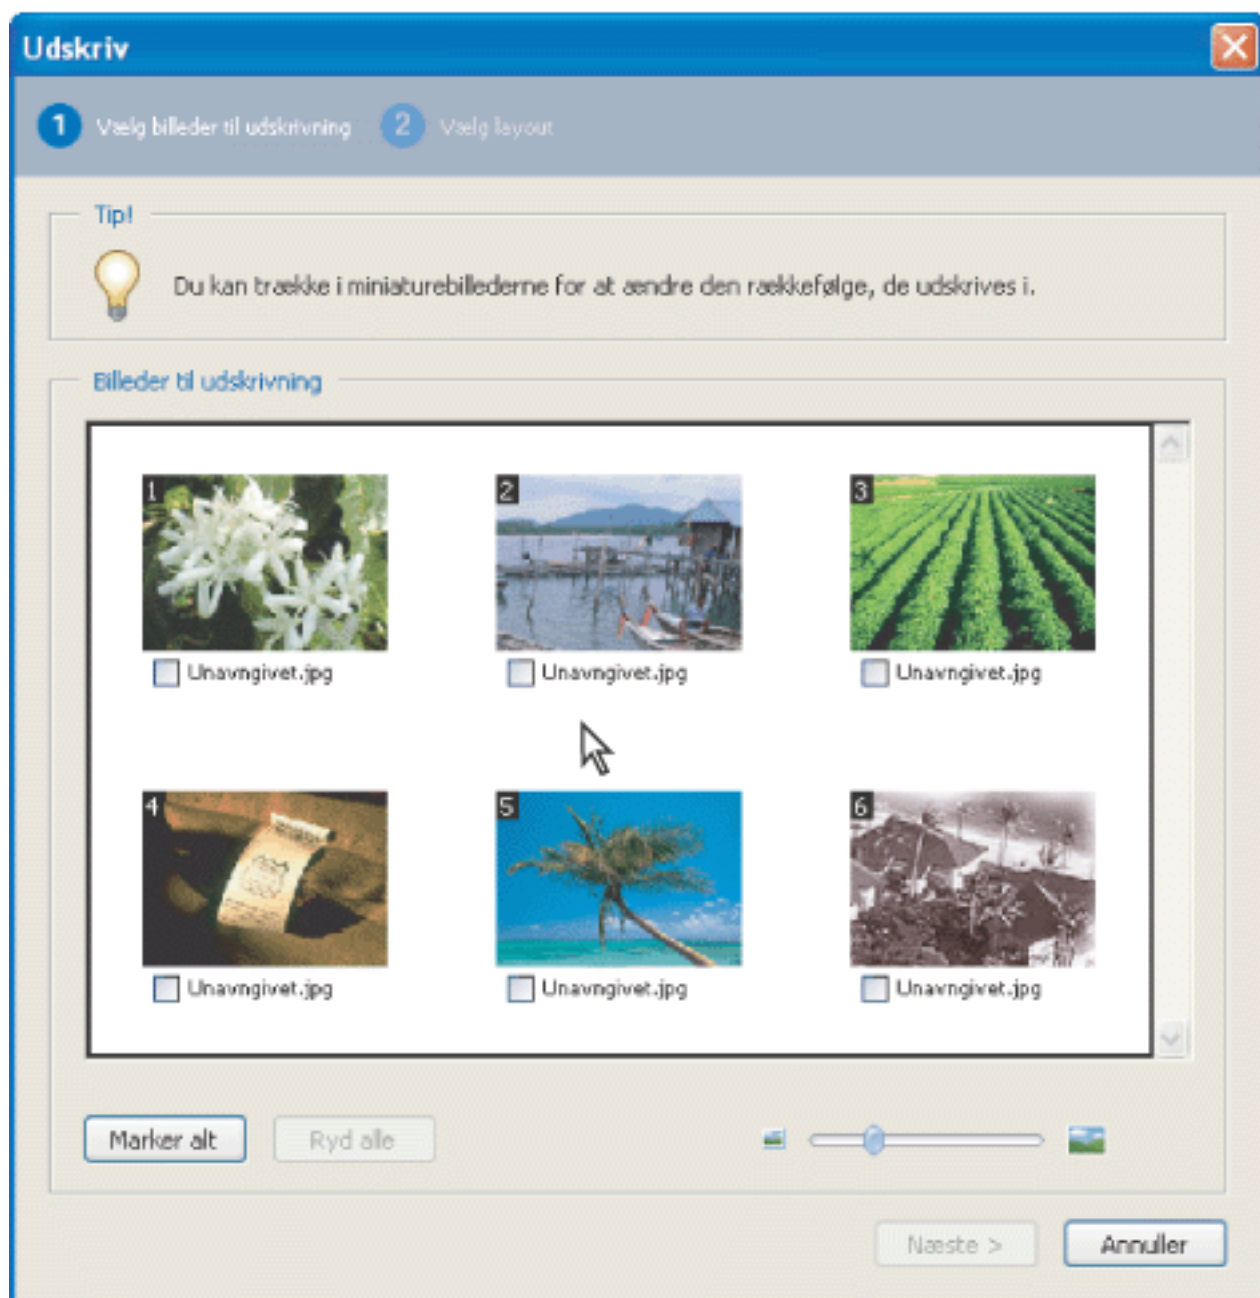 Udskriv
1 Vælg billeder til udskrivning 2 Vælg layout
Tip!
Du kan trække i miniaturebillederne for at ændre den rækkefølge, de udskrives i.
Billeder til udskrivning
1 2 3
Unavngivet.jpg Unavngivet.jpg Unavngivet.jpg
4 5 6
Unavngivet.jpg Unavngivet.jpg Unavngivet.jpg
Marker alt Ryd alle
Næste > Annuller